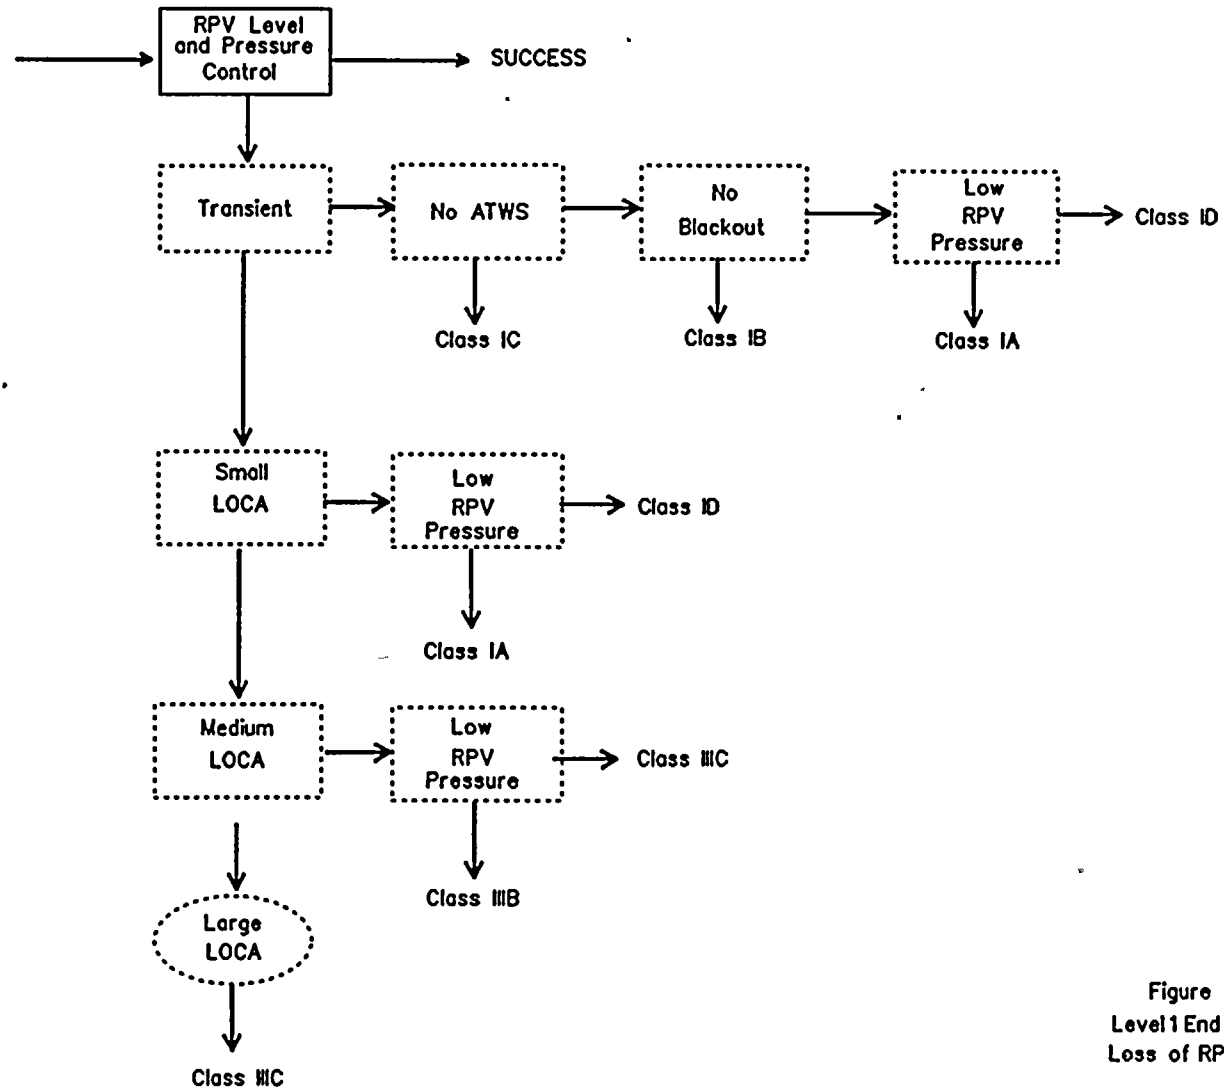 RPV Level
and Pressure
Control
SUCCESS
Transient
No ATWS
No
Blackout
Low
RPV
Pressure
Class ID
Class IC
Class IB
Class IA
Small
LOCA
Low
RPV
Pressure
Class ID
Class IA
Medium
LOCA
Low
RPV
Pressure
Class IIIC
Class IIIB
Large
LOCA
Class IIIC
Figure
Level 1 End
Loss of RP